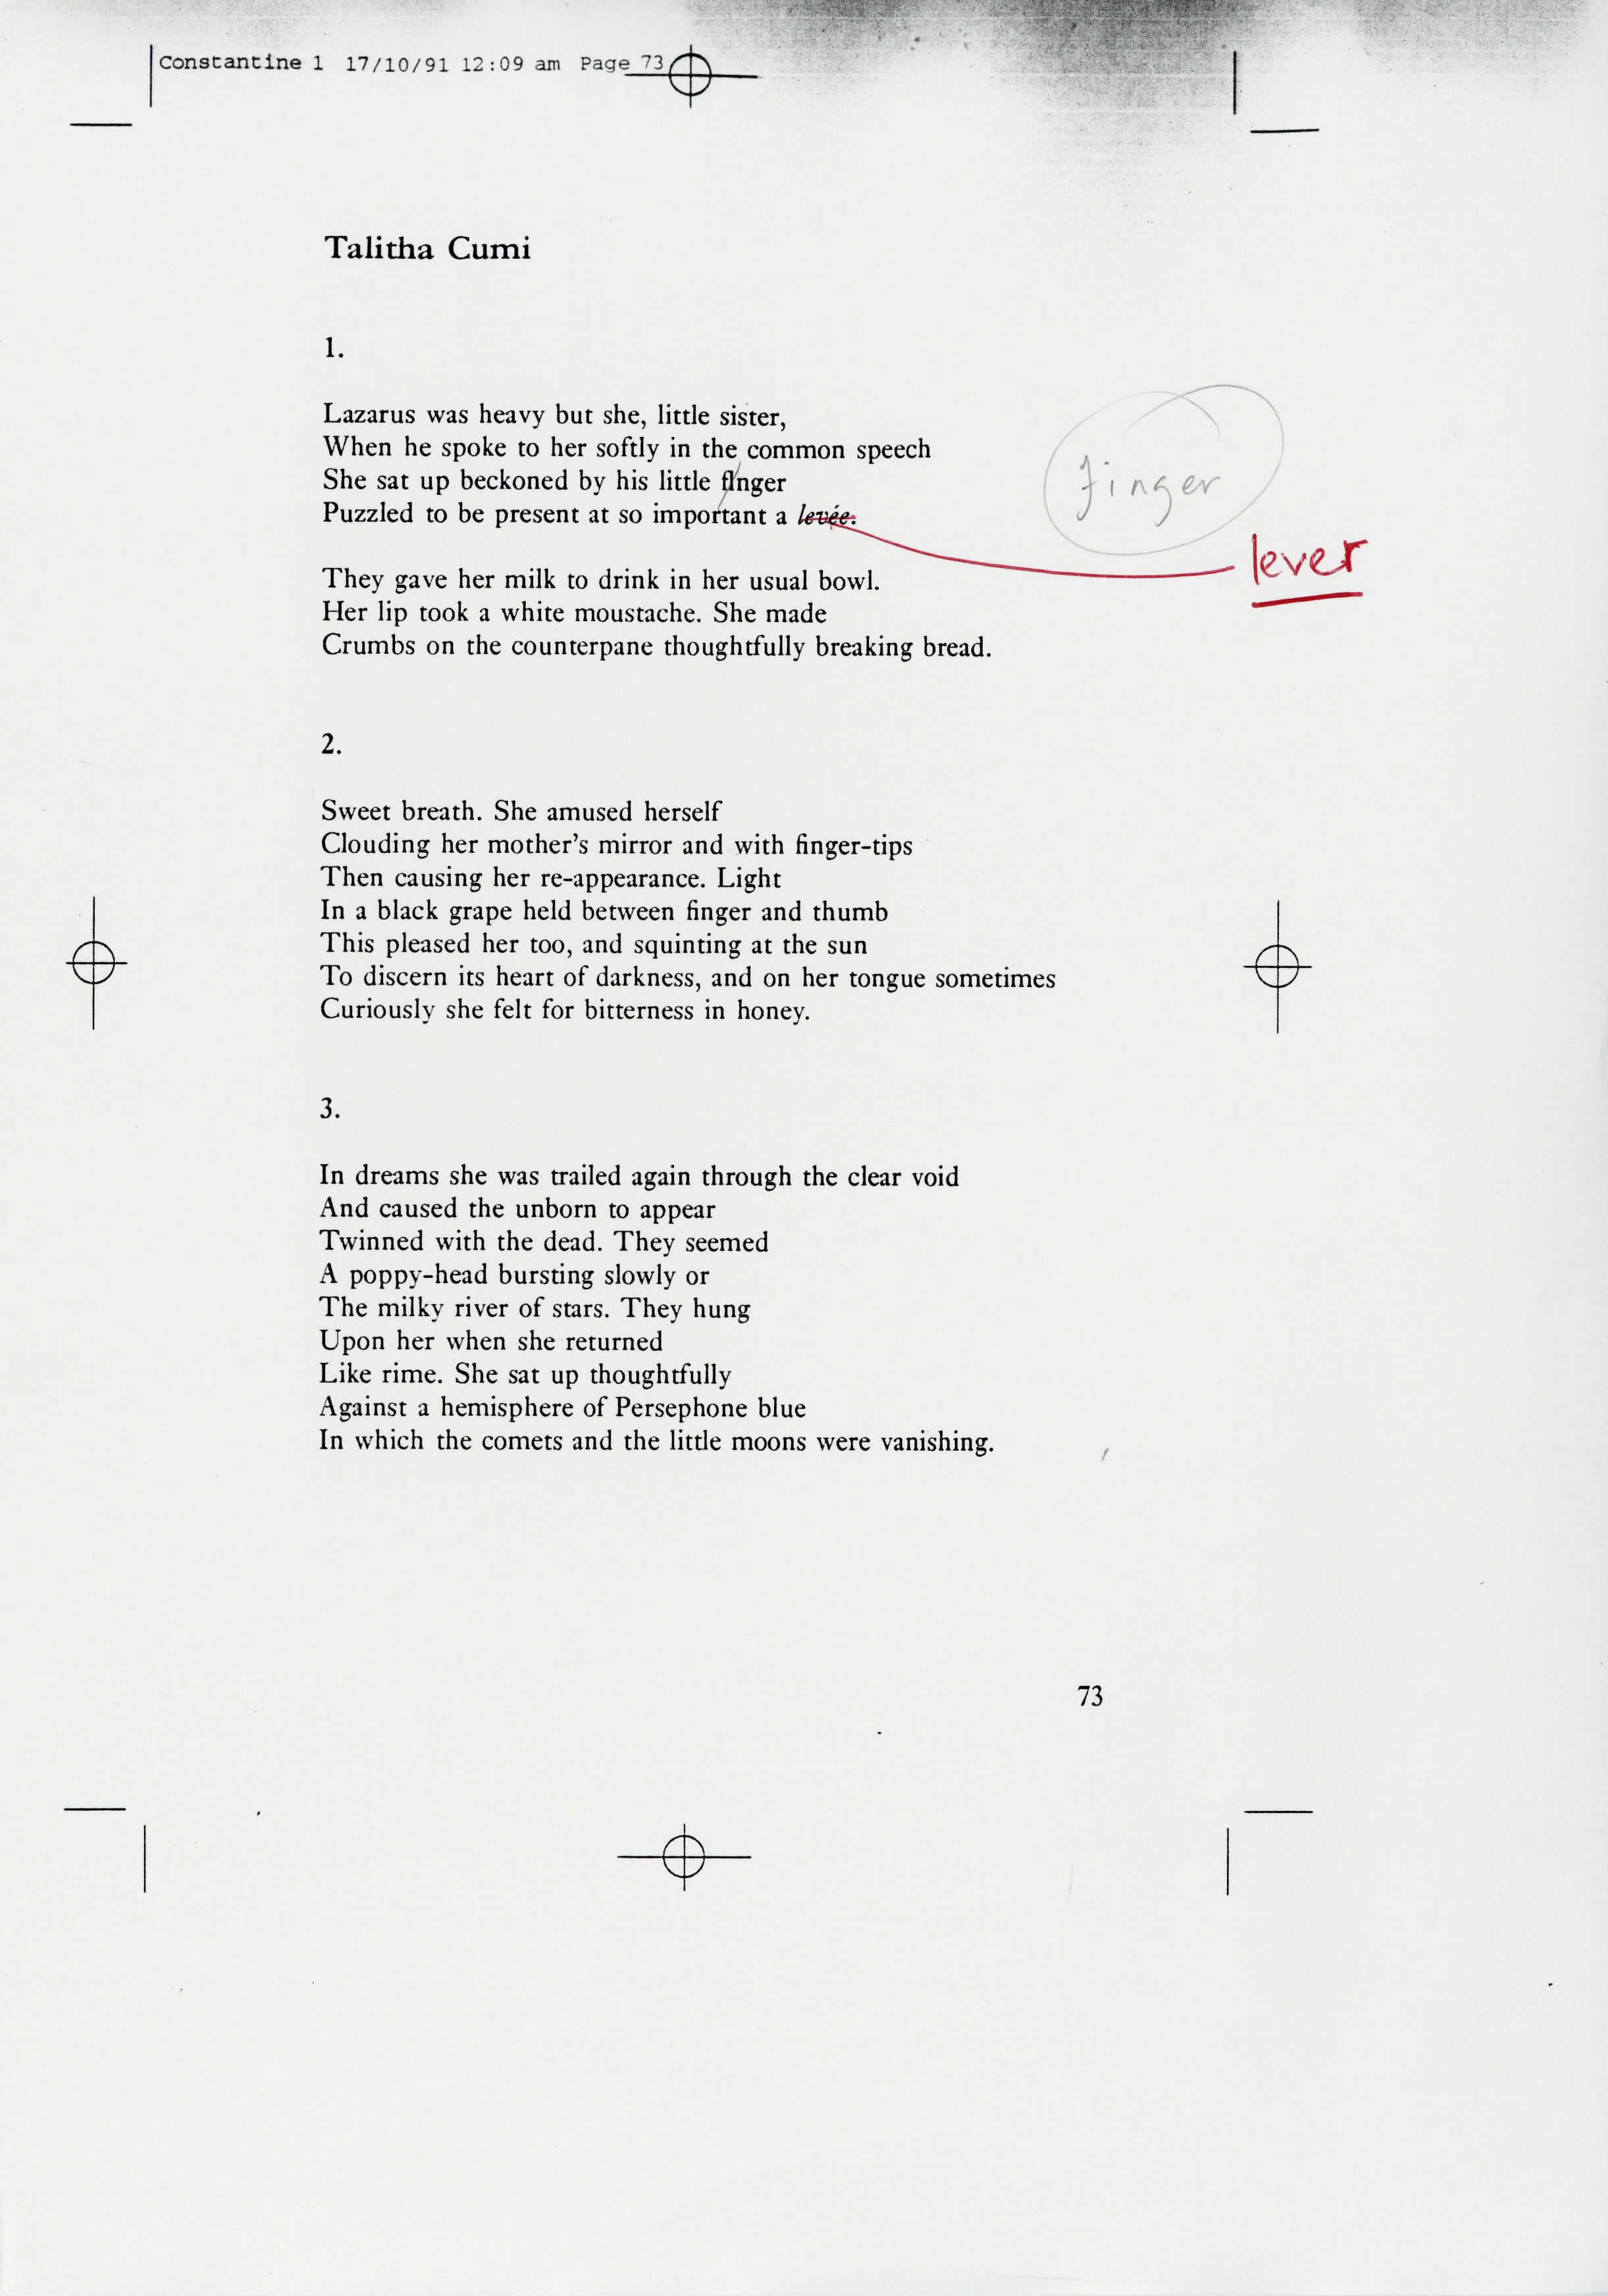 Constantine 1 17/10/91 12:09 am Page 73
Talitha Cumi
1.
Lazarus was heavy but she, little sister,
When he spoke to her softly in the common speech
She sat up beckoned by his little flnger
finger
Puzzled to be present at so important a levée.
lever
They gave her milk to drink in her usual bowl.
Her lip took a white moustache. She made
Crumbs on the counterpane thoughtfully breaking bread.
2.
Sweet breath. She amused herself
Clouding her mother's mirror and with finger-tips
Then causing her re-appearance. Light
In a black grape held between finger and thumb
This pleased her too, and squinting at the sun
To discern its heart of darkness, and on her tongue sometimes
Curiously she felt for bitterness in honey.
3.
In dreams she was trailed again through the clear void
And caused the unborn to appear
Twinned with the dead. They seemed
A poppy-head bursting slowly or
The milky river of stars. They hung
Upon her when she returned
Like rime. She sat up thoughtfully
Against a hemisphere of Persephone blue
In which the comets and the little moons were vanishing.
73